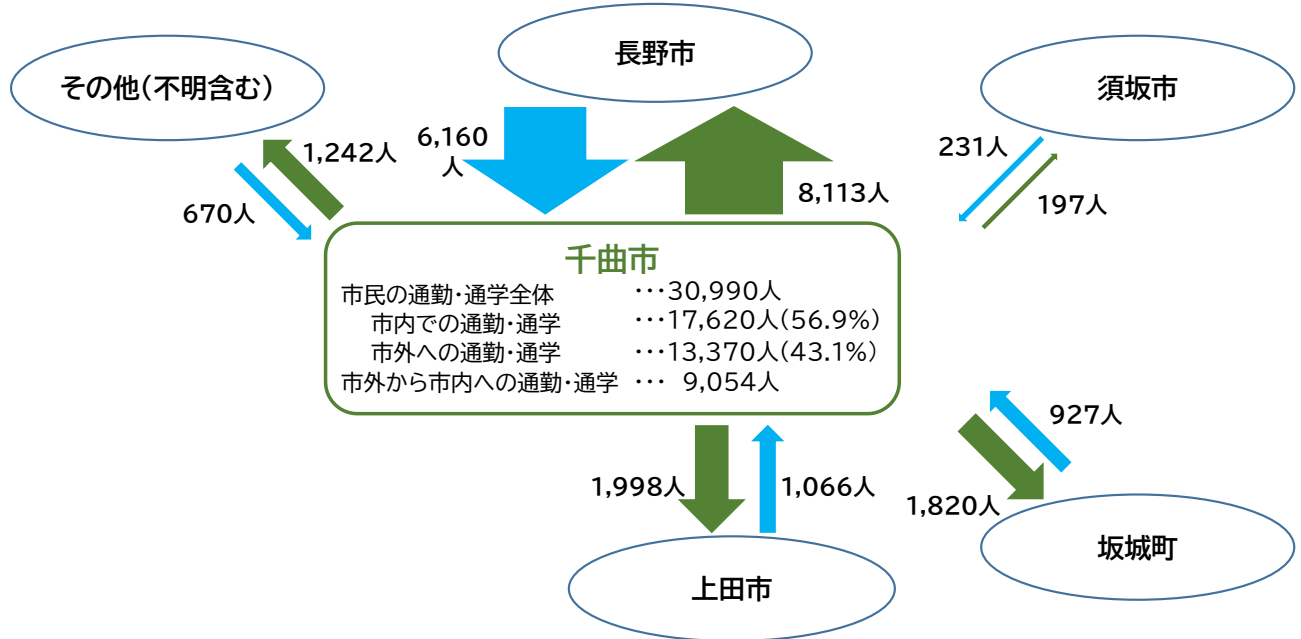 長野市
その他(不明含む)
須坂市
6,160
人
8,113人
1,242人
670人
231人
197人
千曲市
市民の通勤・通学全体 ・・・30,990人
市内での通勤・通学 ・・・17,620人(56.9%)
市外への通勤・通学 ・・・13,370人(43.1%)
市外から市内への通勤・通学 ・・・ 9,054人
927人
1,820人
1,998人
1,066人
坂城町
上田市